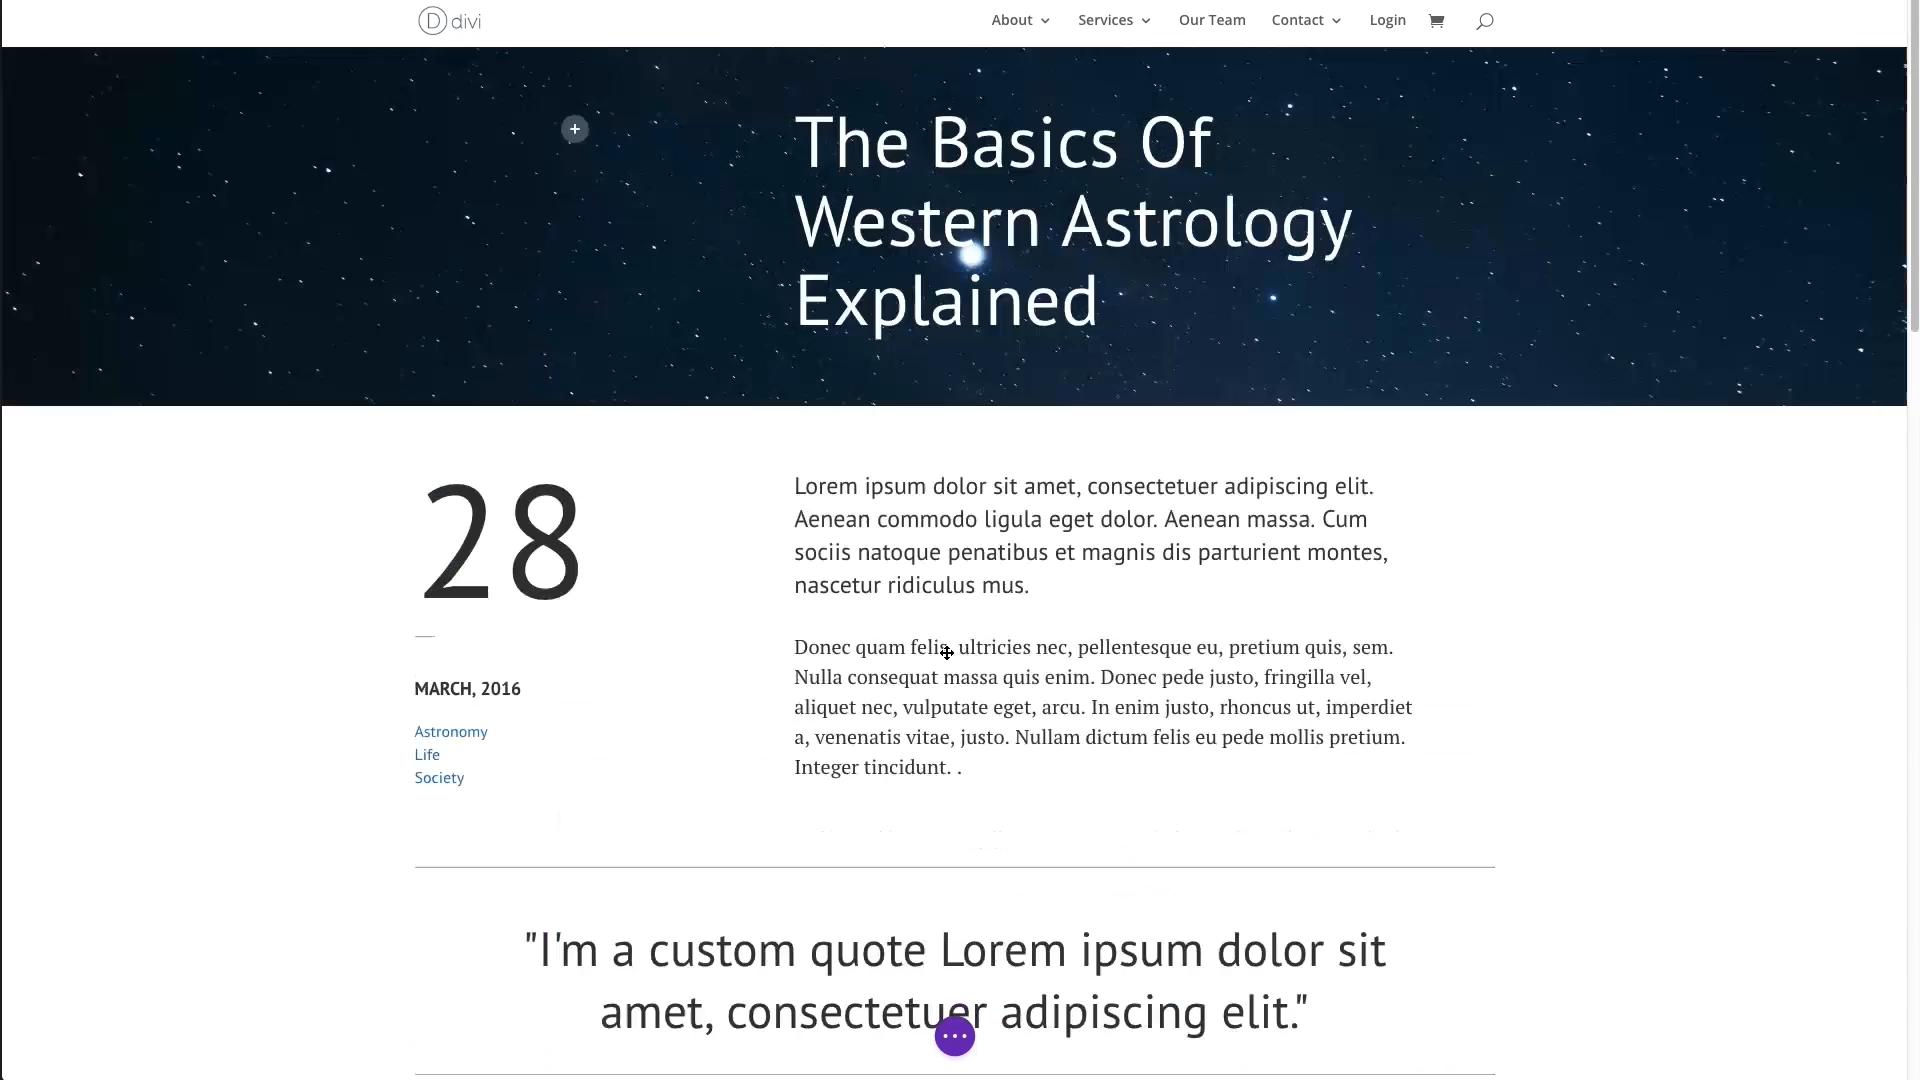 D divi
About Services Our Team Contact Login
The Basics Of
Western Astrology
Explained
28
MARCH, 2016
Astronomy
Life
Society
Lorem ipsum dolor sit amet, consectetuer adipiscing elit.
Aenean commodo ligula eget dolor. Aenean massa. Cum
sociis natoque penatibus et magnis dis parturient montes,
nascetur ridiculus mus.
Donec quam felis, ultricies nec, pellentesque eu, pretium quis, sem.
Nulla consequat massa quis enim. Donec pede justo, fringilla vel,
aliquet nec, vulputate eget, arcu. In enim justo, rhoncus ut, imperdiet
a, venenatis vitae, justo. Nullam dictum felis eu pede mollis pretium.
Integer tincidunt. .
"I'm a custom quote Lorem ipsum dolor sit
amet, consectetuer adipiscing elit."